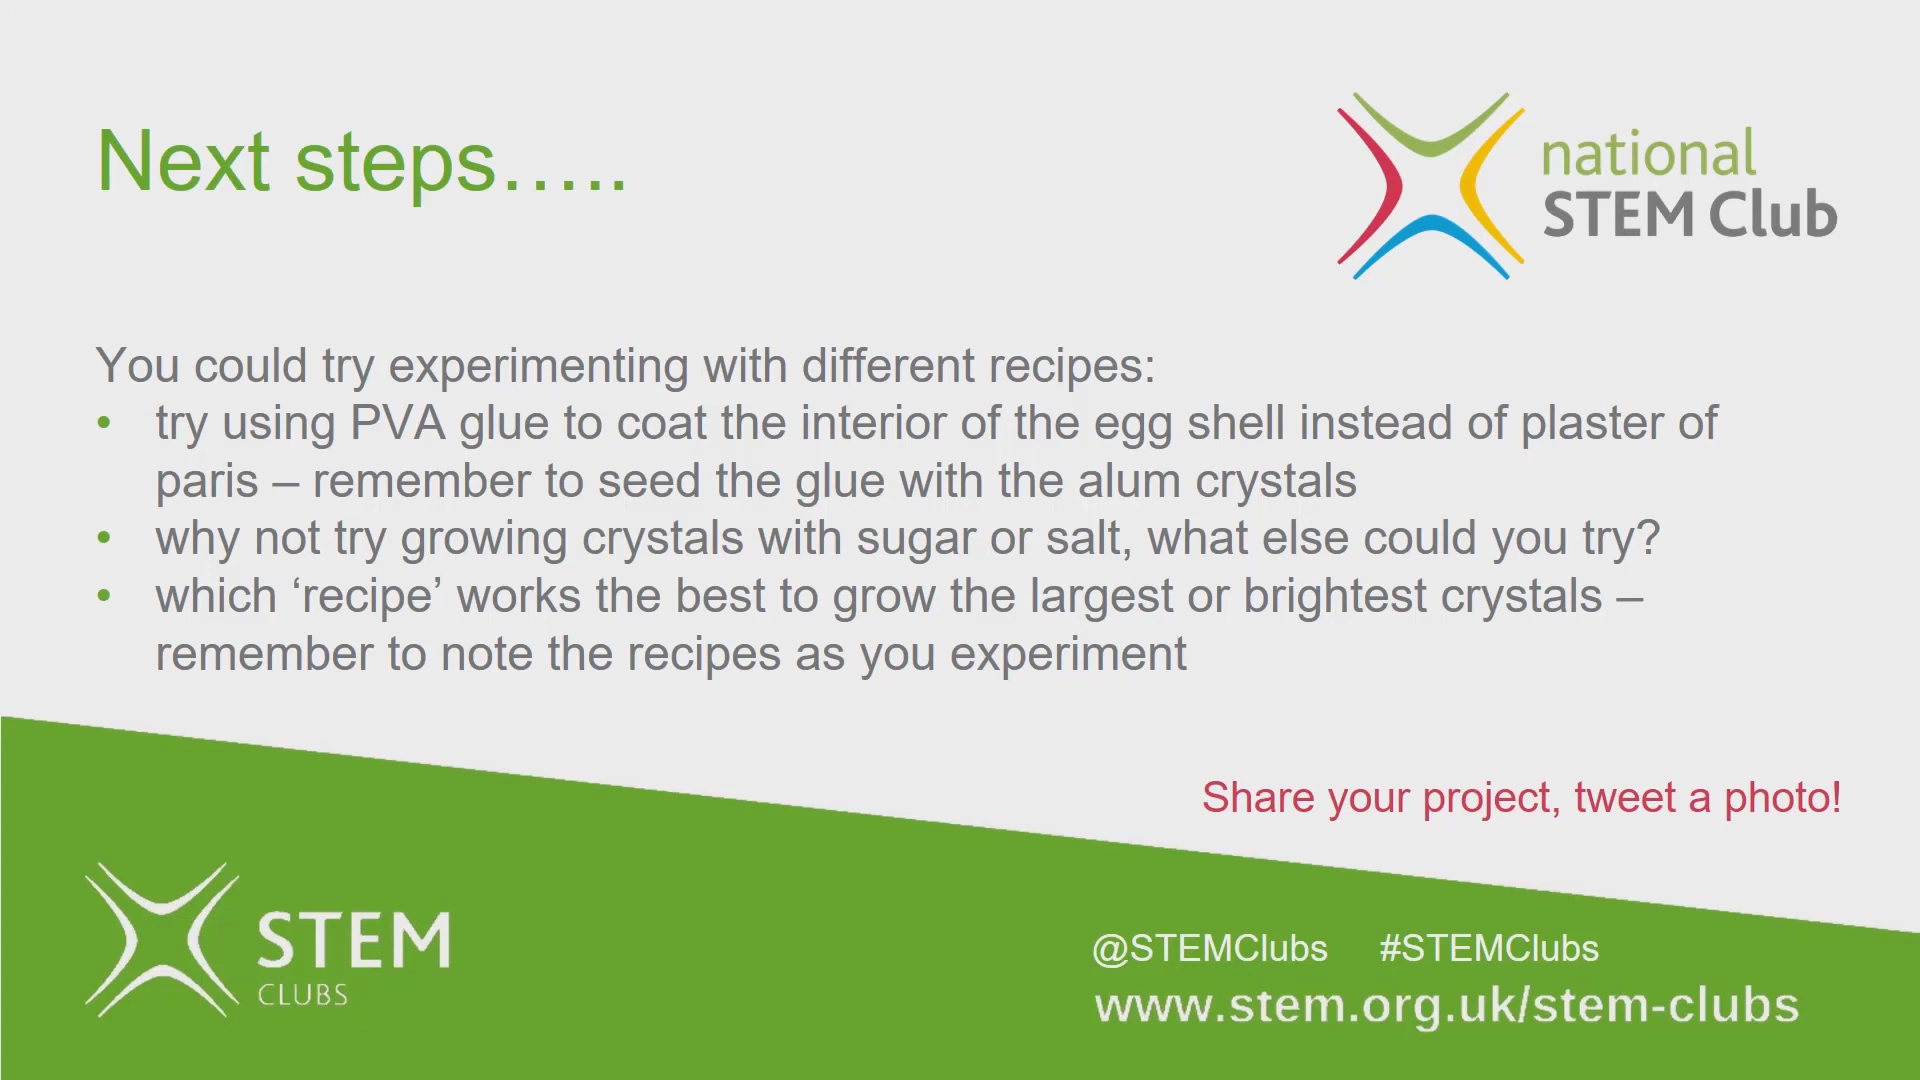 Next steps…..
national
STEM Club
You could try experimenting with different recipes:
• try using PVA glue to coat the interior of the egg shell instead of plaster of
paris – remember to seed the glue with the alum crystals
• why not try growing crystals with sugar or salt, what else could you try?
• which ‘recipe’ works the best to grow the largest or brightest crystals –
remember to note the recipes as you experiment
Share your project, tweet a photo!
STEM
CLUBS
@STEMClubs #STEMClubs
www.stem.org.uk/stem-clubs